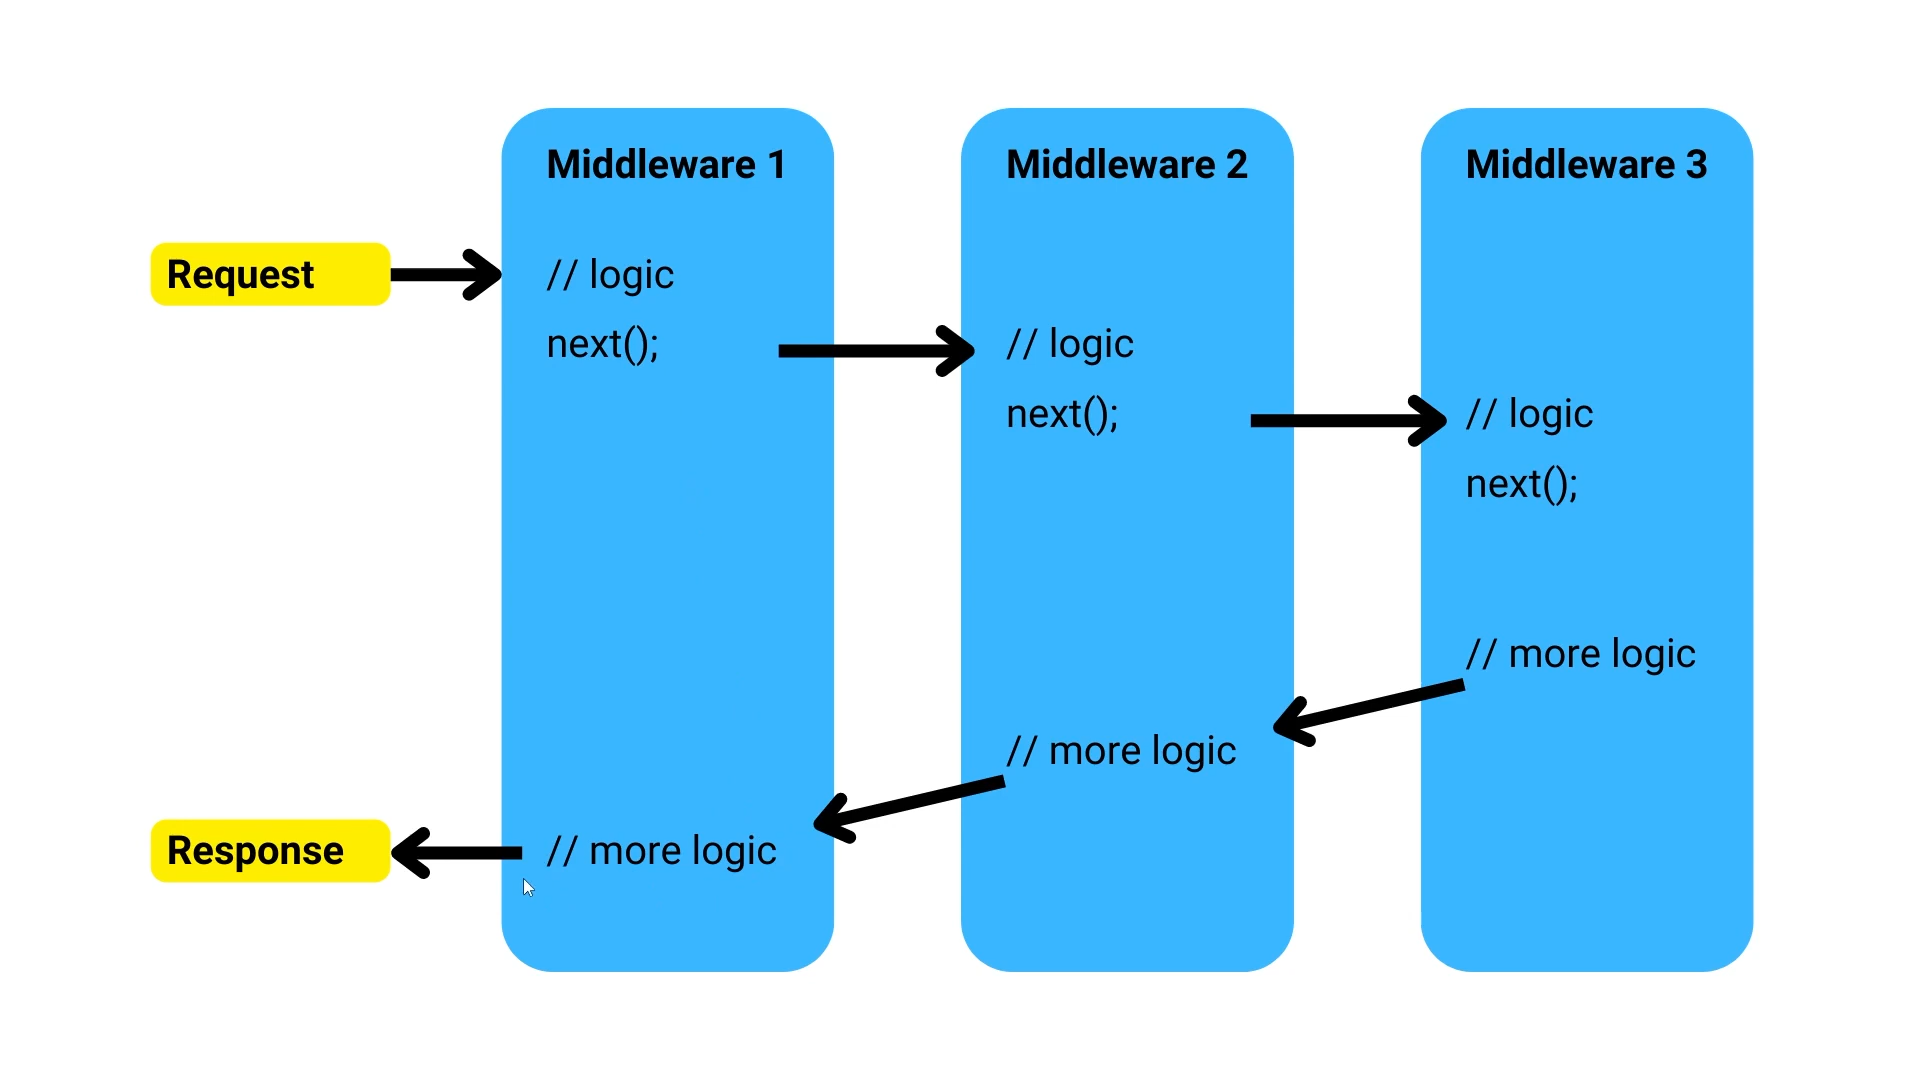 Middleware 1
Middleware 2
Middleware 3
Request
// logic
next();
// logic
next();
// logic
next();
// more logic
// more logic
// more logic
Response